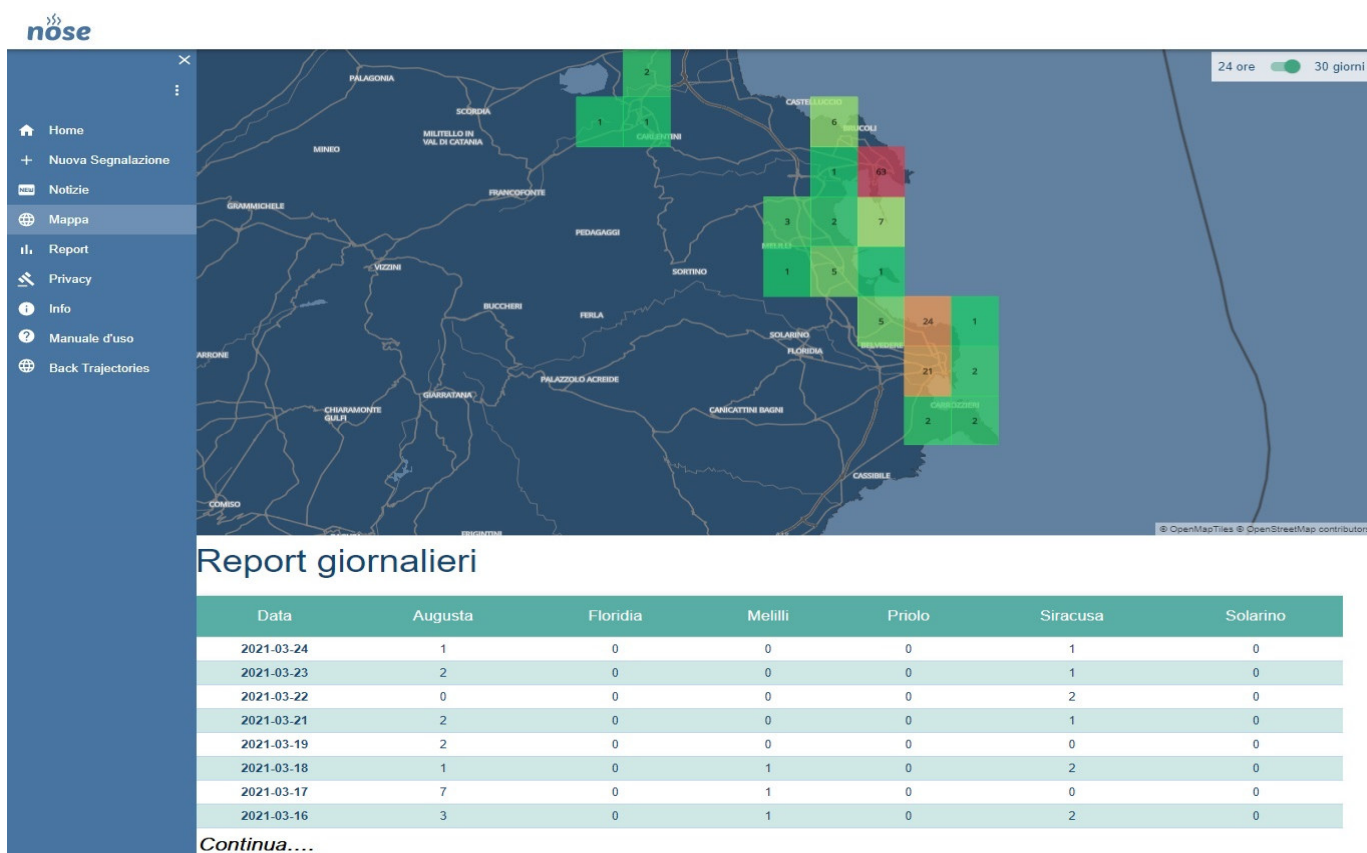 nose
24 ore 30 giorni
Home
Nuova Segnalazione
NEW Notizie
Mappa
Report
Privacy
Info
Manuale d'uso
Back Trajectories
PALAGONIA
2
SCORDIA
CASTELLUCCIO
1 1
6
BRUCOLI
MILITELLO IN
VAL DI CATANIA
CARLENTINI
MINEO
1 63
FRANCOFONTE
GRAMMICHELE
3 2 7
PEDAGAGGI
MELILLI
VIZZINI
SORTINO
1 5 1
BUCCHERI
FERLA
5 24 1
SOLARINO
BELVEDERE
FLORIDIA
ARRONE
21 2
PALAZZOLO ACREIDE
GIARRATANA
CHIARAMONTE
GULFI
CANICATTINI BAGNI
CAROZZIERI
2 2
CASSIBILE
COMISO
FRIGINTINI
© OpenMapTiles © OpenStreetMap contributors
Report giornalieri
Data Augusta Floridia Melilli Priolo Siracusa Solarino
2021-03-24 1 0 0 0 1 0
2021-03-23 2 0 0 0 1 0
2021-03-22 0 0 0 0 2 0
2021-03-21 2 0 0 0 1 0
2021-03-19 2 0 0 0 0 0
2021-03-18 1 0 1 0 2 0
2021-03-17 7 0 1 0 0 0
2021-03-16 3 0 1 0 2 0
Continua....